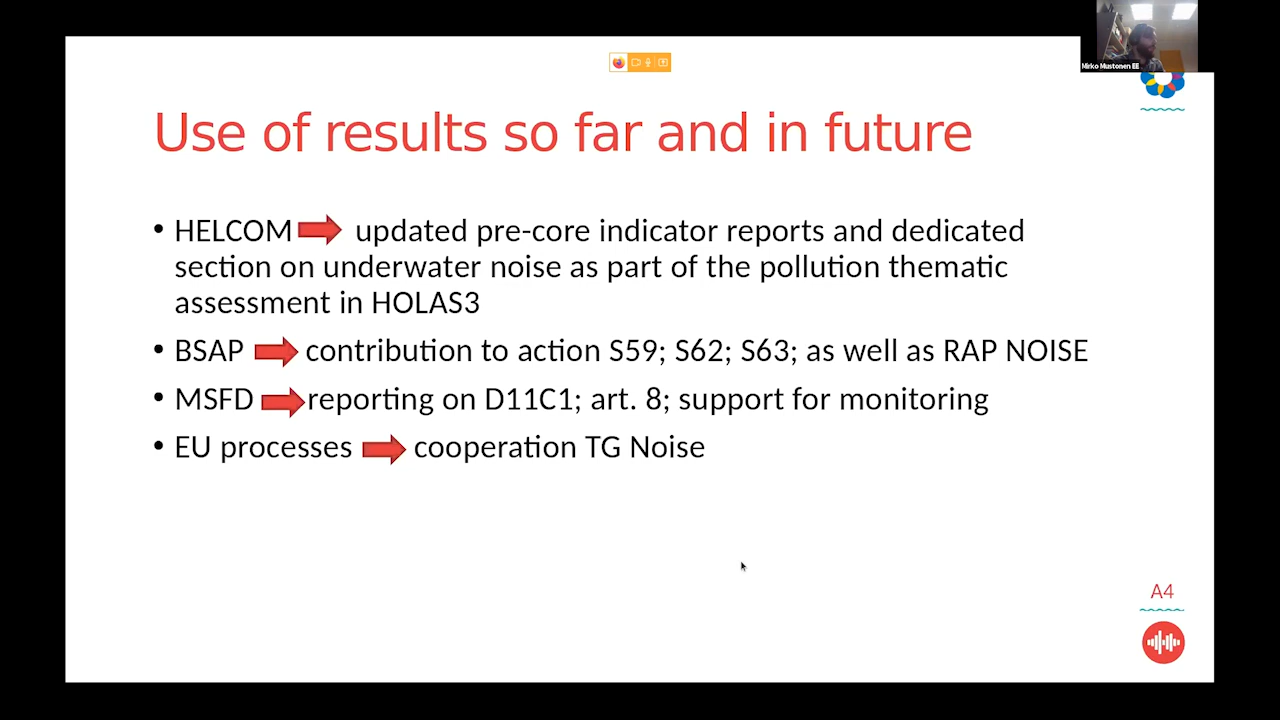 Mirko Mustonen EE
Use of results so far and in future
• HELCOM updated pre-core indicator reports and dedicated
section on underwater noise as part of the pollution thematic
assessment in HOLAS3
• BSAP contribution to action S59; S62; S63; as well as RAP NOISE
• MSFD reporting on D11C1; art. 8; support for monitoring
• EU processes cooperation TG Noise
A4